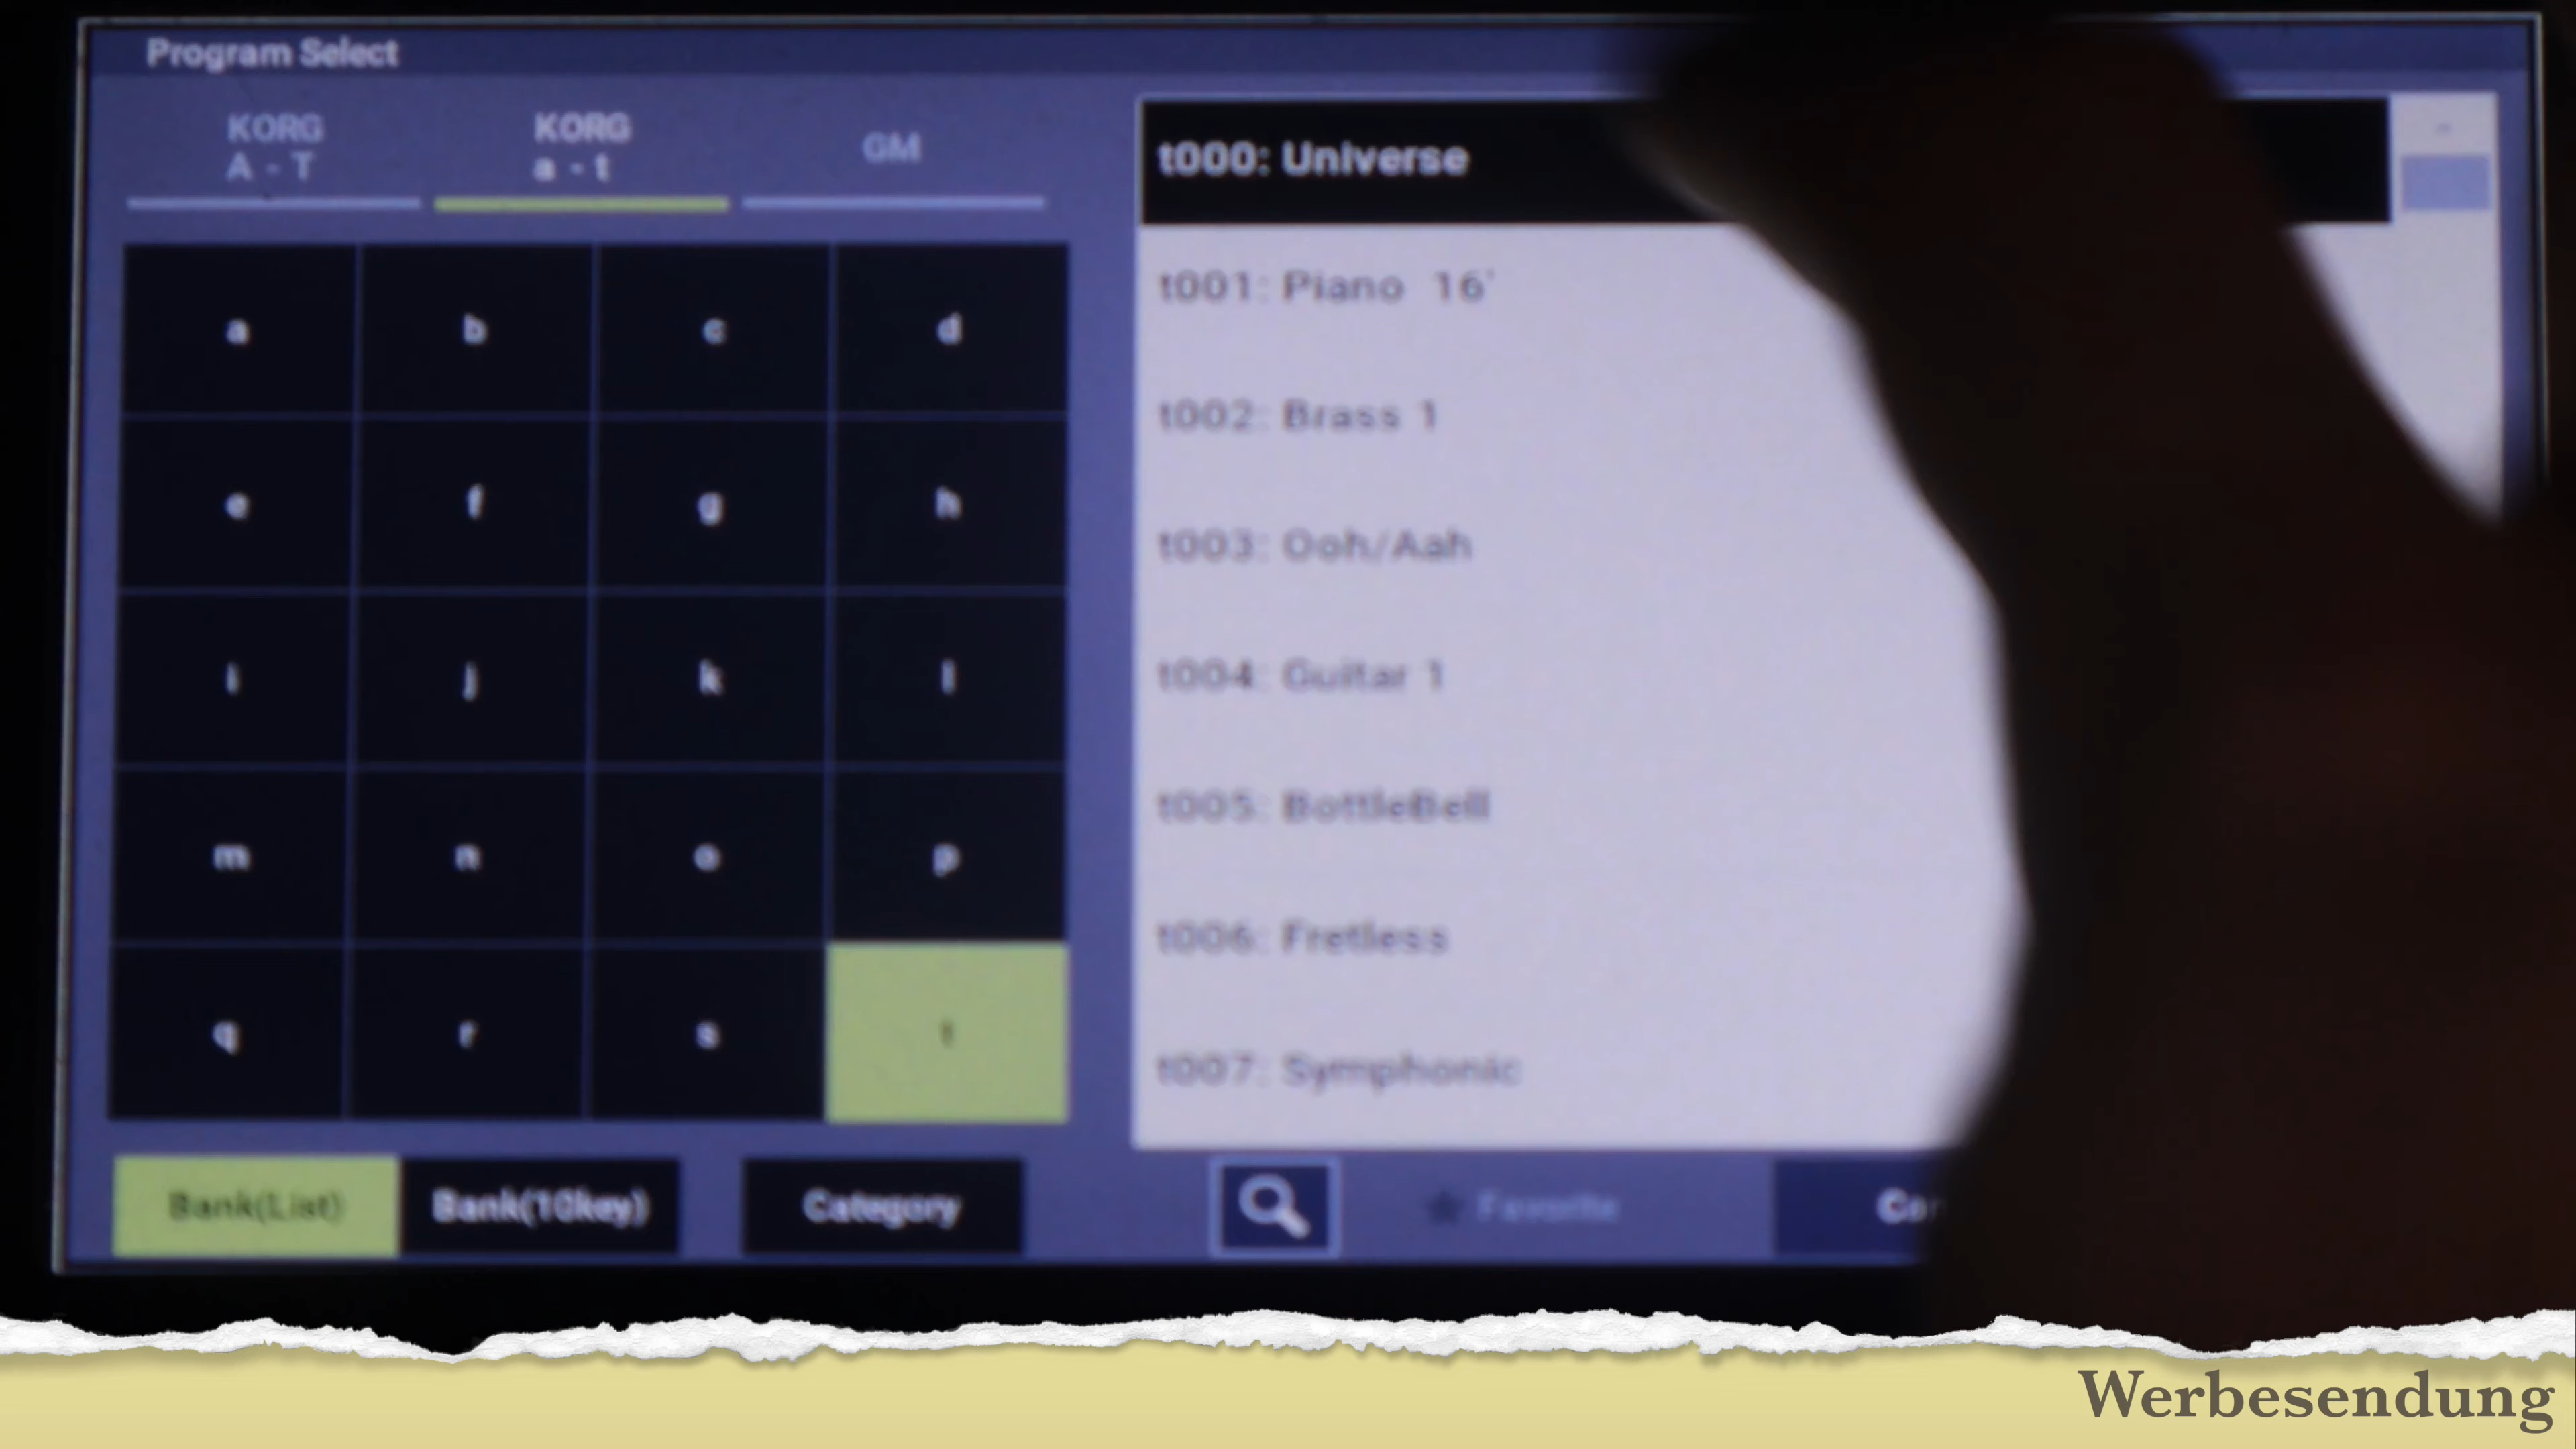 Program Select
KORG
A - T
KORG
a - t
GM
a b c d
e f g h
i j k l
m n o p
q r s t
Bank(List) Bank(10key) Category
t000: Universe
t001: Piano 16'
t002: Brass 1
t003: Ooh/Aah
t004: Guitar 1
t005: BottleBell
t006: Fretless
t007: Symphonic
Favorite
Werbesendung